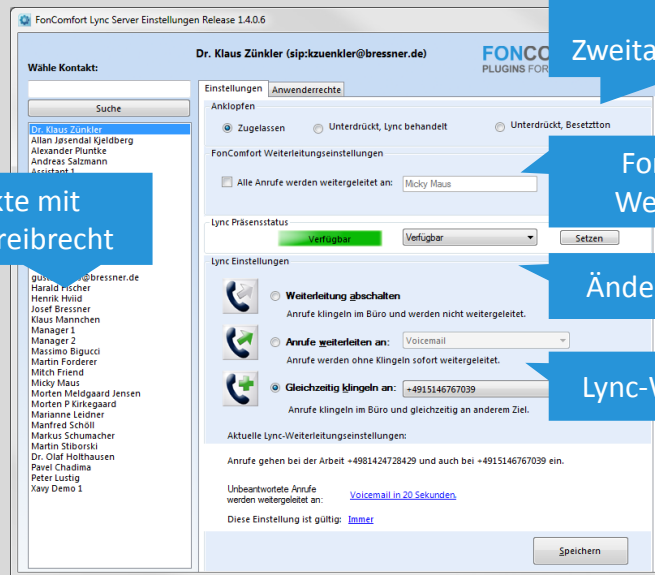 FonComfort Lync Server Einstellungen Release 1.4.0.6
Wähle Kontakt:
Suche
Dr. Klaus Zünkler
Allan Jøsendal Kjeldberg
Alexander Pluntke
Andreas Salzmann
Assistant 1
kte mit
reibrecht
@bressner.de
Harald Fischer
Henrik Hviid
Josef Bressner
Klaus Mannchen
Manager 1
Manager 2
Massimo Bigucci
Martin Forderer
Mitch Friend
Micky Maus
Morten Meldgaard Jensen
Morten P Kirkegaard
Marianne Leidner
Manfred Schöll
Markus Schumacher
Martin Stiborski
Dr. Olaf Holthausen
Pavel Chadima
Peter Lustig
Xavy Demo 1
Dr. Klaus Zünkler (sip:kzuenkler@bressner.de)
FONCO
PLUGINS FOR
Zweita
Einstellungen Anwenderrechte
Anklopfen
Zugelassen Unterdrückt, Lync behandelt Unterdrückt, Besetztton
FonComfort Weiterleitungseinstellungen
Alle Anrufe werden weitergeleitet an: Micky Maus
For
We
Lync Präsensstatus
Verfügbar Verfügbar Setzen
Lync Einstellungen
Ände
Weiterleitung abschalten
Anrufe klingeln im Büro und werden nicht weitergeleitet.
Anrufe weiterleiten an: Voicemail
Anrufe werden ohne Klingeln sofort weitergeleitet.
Gleichzeitig klingeln an: +4915146767039
Lync-W
Anrufe klingeln im Büro und gleichzeitig an anderem Ziel.
Aktuelle Lync-Weiterleitungseinstellungen:
Anrufe gehen bei der Arbeit +4981424728429 und auch bei +4915146767039 ein.
Unbeantwortete Anrufe
werden weitergeleitet an: Voicemail in 20 Sekunden.
Diese Einstellung ist gültig: Immer
Speichern